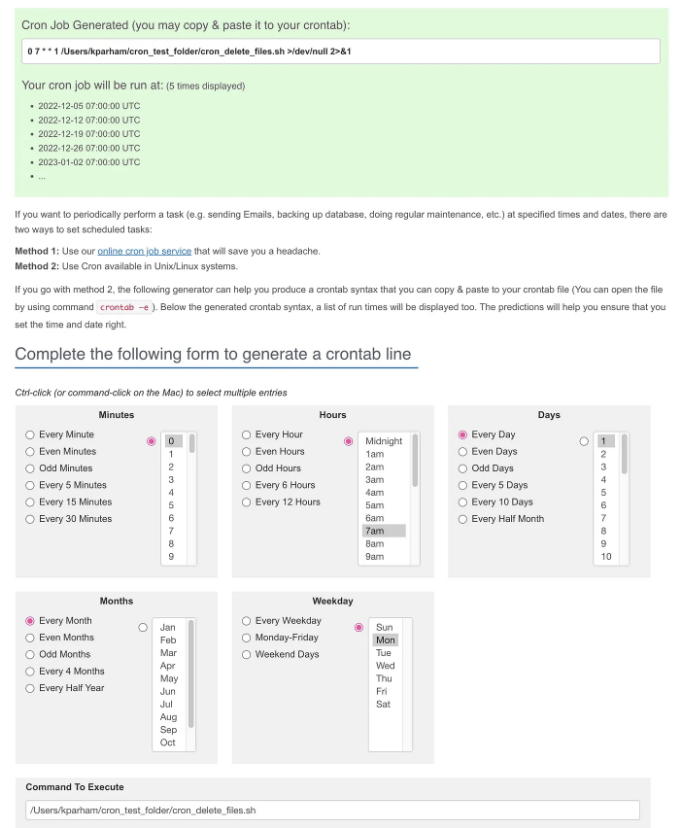 Cron Job Generated (you may copy & paste it to your crontab):
0 7 * * 1 /Users/kparham/cron_test_folder/cron_delete_files.sh >/dev/null 2>&1
Your cron job will be run at: (5 times displayed)
• 2022-12-05 07:00:00 UTC
• 2022-12-12 07:00:00 UTC
• 2022-12-19 07:00:00 UTC
• 2022-12-26 07:00:00 UTC
• 2023-01-02 07:00:00 UTC
• ...
If you want to periodically perform a task (e.g. sending Emails, backing up database, doing regular maintenance, etc.) at specified times and dates, there are
two ways to set scheduled tasks:
Method 1: Use our online cron job service that will save you a headache.
Method 2: Use Cron available in Unix/Linux systems.
If you go with method 2, the following generator can help you produce a crontab syntax that you can copy & paste to your crontab file (You can open the file
by using command crontab -e ). Below the generated crontab syntax, a list of run times will be displayed too. The predictions will help you ensure that you
set the time and date right.
Complete the following form to generate a crontab line
Ctrl-click (or command-click on the Mac) to select multiple entries
Minutes
Every Minute
Even Minutes
Odd Minutes
Every 5 Minutes
Every 15 Minutes
Every 30 Minutes
0
1
2
3
4
5
6
7
8
9
Hours
Every Hour
Even Hours
Odd Hours
Every 6 Hours
Every 12 Hours
Midnight
1am
2am
3am
4am
5am
6am
7am
8am
9am
Days
Every Day
Even Days
Odd Days
Every 5 Days
Every 10 Days
Every Half Month
1
2
3
4
5
6
7
8
9
10
Months
Every Month
Even Months
Odd Months
Every 4 Months
Every Half Year
Jan
Feb
Mar
Apr
May
Jun
Jul
Aug
Sep
Oct
Weekday
Every Weekday
Monday-Friday
Weekend Days
Sun
Mon
Tue
Wed
Thu
Fri
Sat
Command To Execute
/Users/kparham/cron_test_folder/cron_delete_files.sh